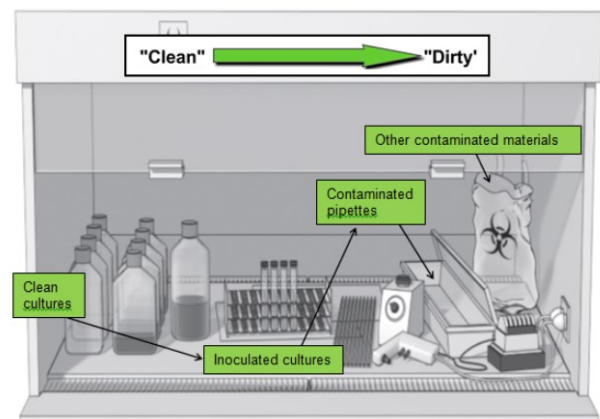 "Clean" "Dirty'
Other contaminated materials
Contaminated
pipettes
Clean
cultures
Inoculated cultures